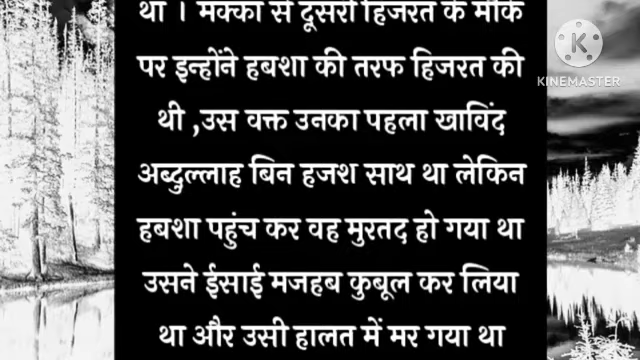 था । मक्का से दूसरी हिजरत के मौके
पर इन्होंने हबशा की तरफ हिजरत की
थी ,उस वक्त उनका पहला खाविंद
अब्दुल्लाह बिन हजश साथ था लेकिन
हबशा पहुंच कर वह मुरतद हो गया था
उसने ईसाई मजहब कुबूल कर लिया
था और उसी हालत में मर गया था
KINEMASTER